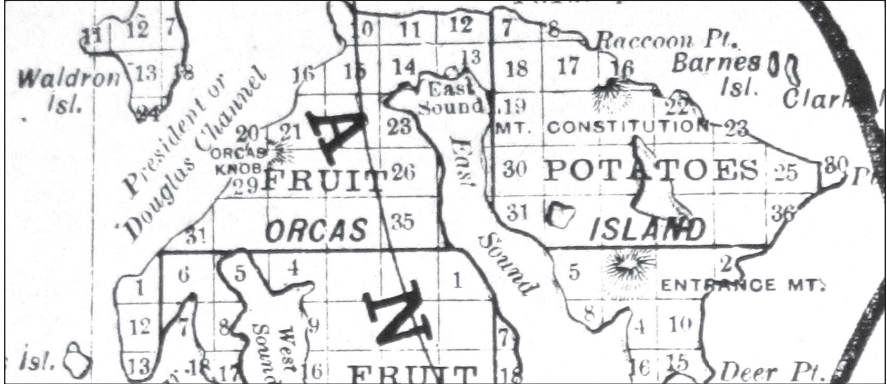 10 11 12 7 8
11 12 7
Raccoon Pt.
16 15 14 13 18 17 16
Barnes
Isl.
Waldron
Isl.
13 18
24
President or
Douglas Channel
East
Sound
Clark
A
20 21 23 19 22 23
MT. CONSTITUTION
ORCAS
KNOB
29
FRUIT 26 30 POTATOES 25 30
East
Sound
31 35 31 36
ORCAS ISLAND
1 6 5 4 1 5 2
ENTRANCE MT.
N
12 7 8 9 7 8 4 10
West
Sound
Isl.
13 18 17 16 FRUIT 18 16 15 Deer Pt.